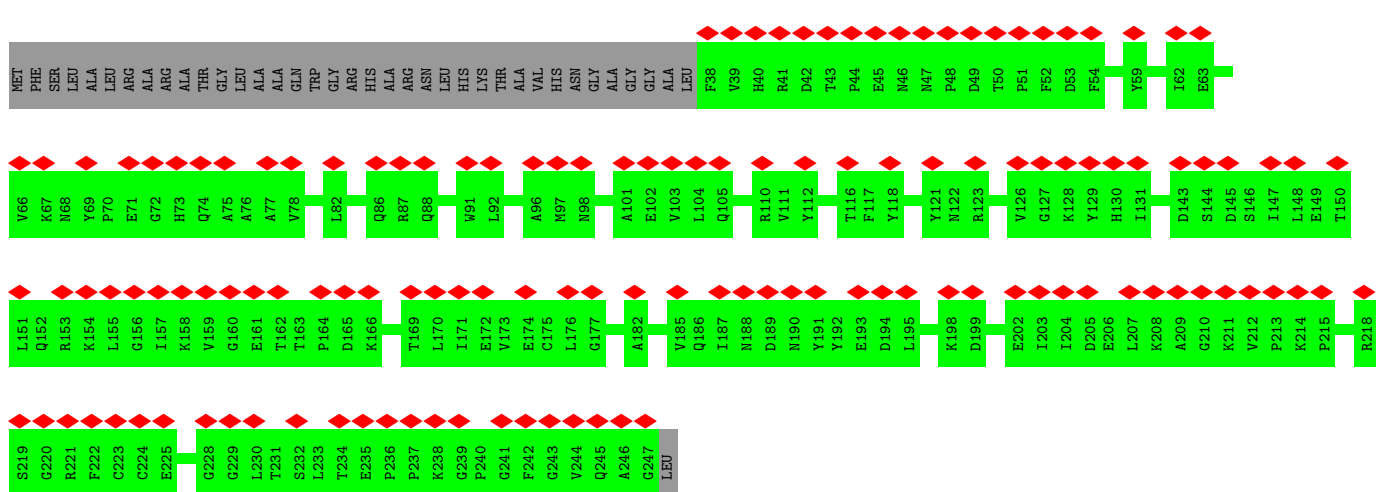 MET PHE SER LEU ALA LEU ARG ALA ARG ALA THR GLY LEU ALA ALA GLN TRP GLY ARG HIS ALA ARG ASN LEU HIS LYS THR ALA VAL HIS ASN GLY ALA GLY GLY ALA LEU F38 V39 H40 R41 D42 T43 P44 E45 N46 N47 P48 D49 T50 P51 F52 D53 F54 Y59 I62 E63
V66 K67 N68 Y69 P70 E71 G72 H73 Q74 A75 A76 A77 V78 L82 Q86 R87 Q88 W91 L92 A96 M97 N98 A101 E102 V103 L104 Q105 R110 V111 Y112 T116 F117 Y118 Y121 N122 R123 V126 G127 K128 Y129 H130 I131 D143 S144 D145 S146 I147 L148 E149 T150
L151 Q152 R153 K154 L155 G156 I157 K158 V159 G160 E161 T162 T163 P164 D165 K166 T169 L170 I171 E172 V173 E174 C175 L176 G177 A182 V185 Q186 I187 N188 D189 N190 Y191 Y192 E193 D194 L195 K198 D199 E202 I203 I204 D205 E206 L207 K208 A209 G210 K211 V212 P213 K214 P215 R218
S219 G220 R221 F222 C223 C224 E225 G228 G229 L230 T231 S232 L233 T234 E235 P236 P237 K238 G239 P240 G241 F242 G243 V244 Q245 A246 G247 LEU